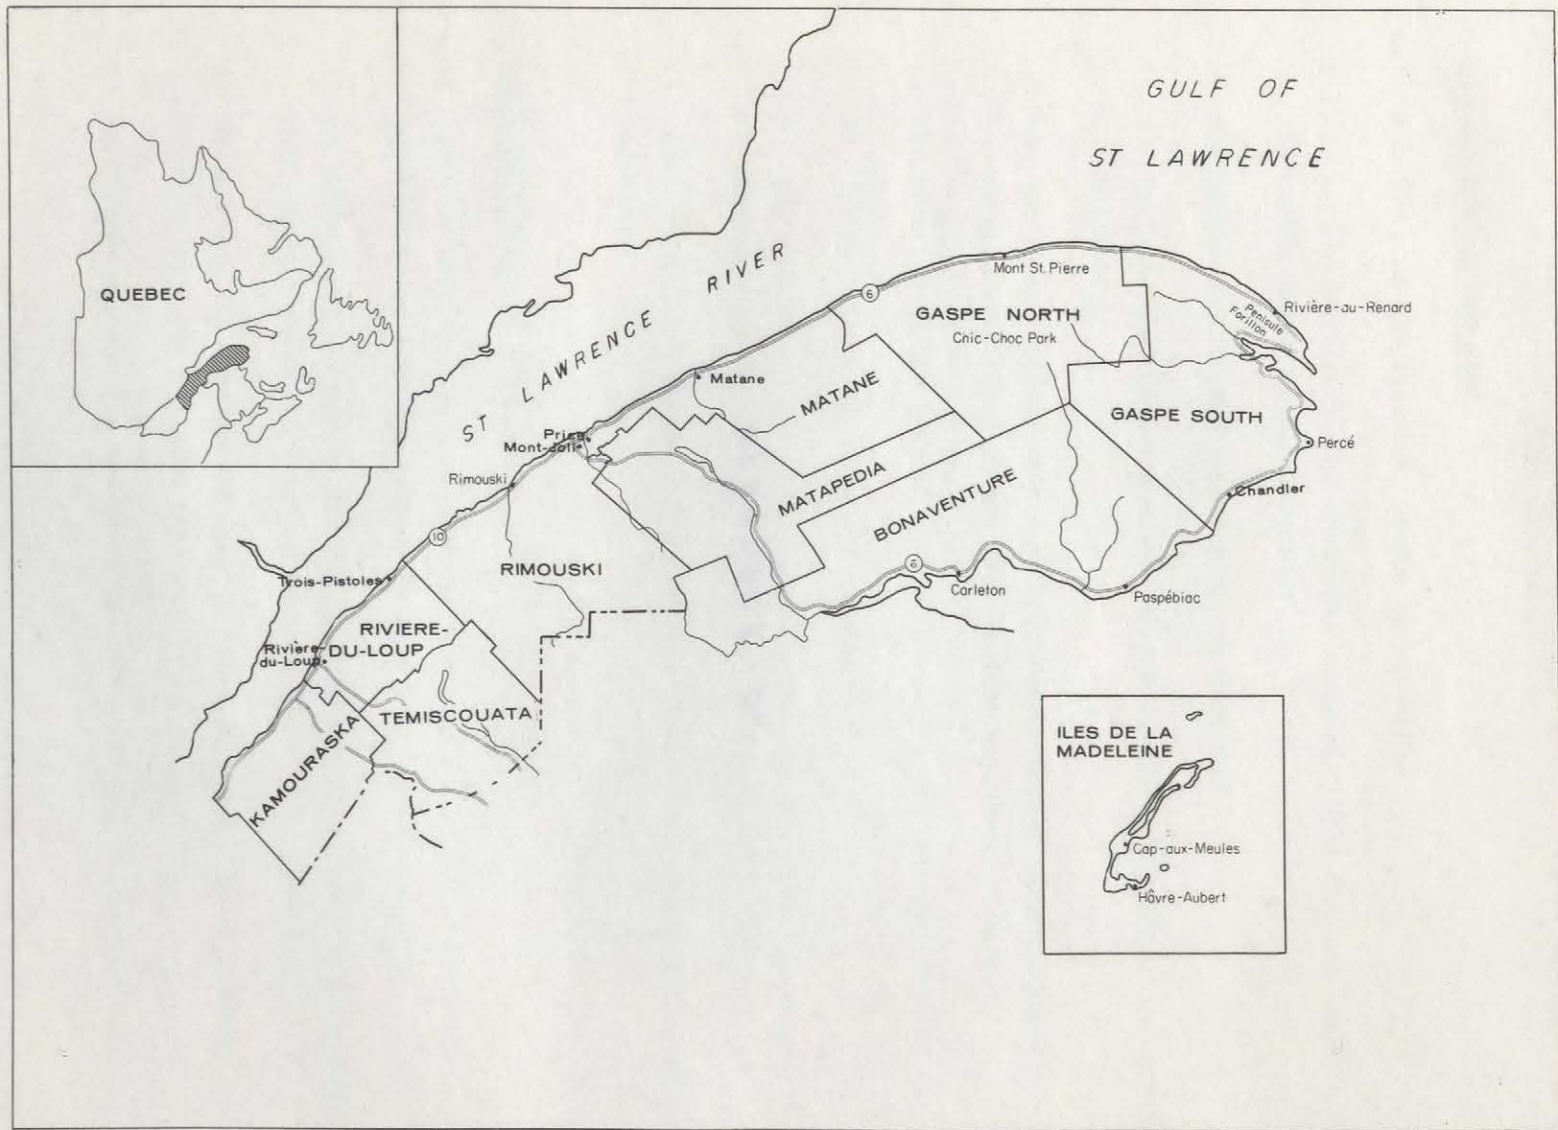 GULF OF
ST LAWRENCE
QUEBEC
ST LAWRENCE RIVER
6
Mont St. Pierre
GASPE NORTH
Chic-Choc Park
Rivière-au-Renard
Penisule
Forillon
Matane
MATANE
GASPE SOUTH
Percé
Price
Mont-Joli
Rimouski
MATAPEDIA
BONAVENTURE
Chandler
10
RIMOUSKI
6
Carleton
Paspébiac
Trois-Pistoles
RIVIERE-
DU-LOUP
Rivière-
du-Loup
TEMISCOUATA
KAMOURASKA
ILES DE LA
MADELEINE
Cap-aux-Meules
Hâvre-Aubert